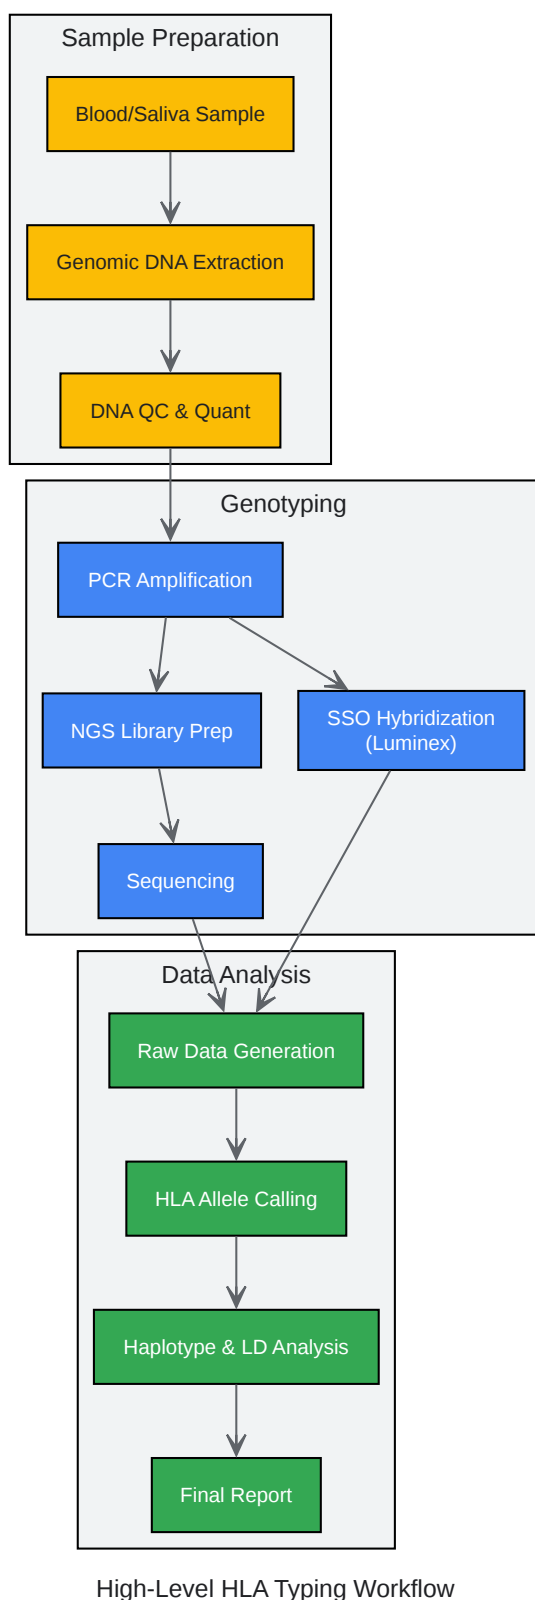 Sample Preparation
Blood/Saliva Sample
Genomic DNA Extraction
DNA QC & Quant
Genotyping
PCR Amplification
NGS Library Prep
SSO Hybridization
(Luminex)
Sequencing
Data Analysis
Raw Data Generation
HLA Allele Calling
Haplotype & LD Analysis
Final Report
High-Level HLA Typing Workflow